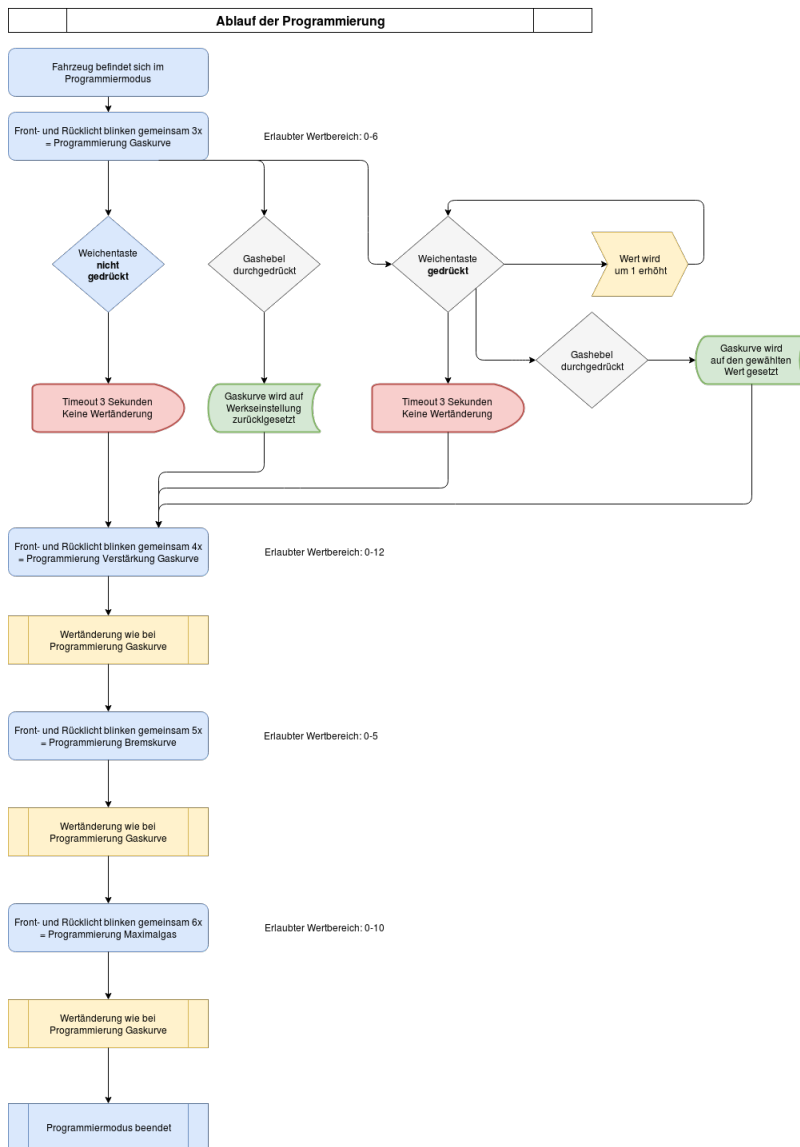 Ablauf der Programmierung
Fahrzeug befindet sich im
Programmiermodus
Front- und Rücklicht blinken gemeinsam 3x
= Programmierung Gaskurve
Erlaubter Wertbereich: 0-6
Weichentaste
nicht
gedrückt
Gashebel
durchgedrückt
Weichentaste
gedrückt
Wert wird
um 1 erhöht
Gashebel
durchgedrückt
Gaskurve wird
auf den gewählten
Wert gesetzt
Timeout 3 Sekunden
Keine Wertänderung
Gaskurve wird auf
Werkseinstellung
zurücklgesetzt
Timeout 3 Sekunden
Keine Wertänderung
Front- und Rücklicht blinken gemeinsam 4x
= Programmierung Verstärkung Gaskurve
Erlaubter Wertbereich: 0-12
Wertänderung wie bei
Programmierung Gaskurve
Front- und Rücklicht blinken gemeinsam 5x
= Programmierung Bremskurve
Erlaubter Wertbereich: 0-5
Wertänderung wie bei
Programmierung Gaskurve
Front- und Rücklicht blinken gemeinsam 6x
= Programmierung Maximalgas
Erlaubter Wertbereich: 0-10
Wertänderung wie bei
Programmierung Gaskurve
Programmiermodus beendet